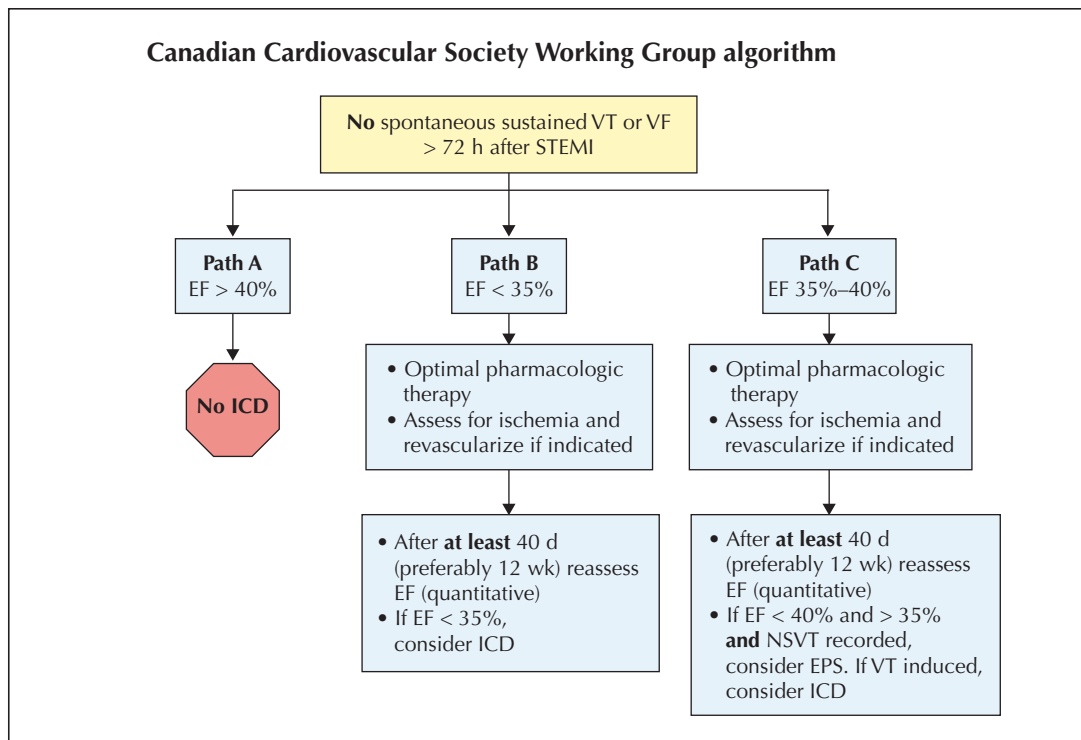 Canadian Cardiovascular Society Working Group algorithm
No spontaneous sustained VT or VF
> 72 h after STEMI
Path A
EF > 40%
No ICD
Path B
EF < 35%
• Optimal pharmacologic
therapy
• Assess for ischemia and
revascularize if indicated
• After at least 40 d
(preferably 12 wk) reassess
EF (quantitative)
• If EF < 35%,
consider ICD
Path C
EF 35%–40%
• Optimal pharmacologic
therapy
• Assess for ischemia and
revascularize if indicated
• After at least 40 d
(preferably 12 wk) reassess
EF (quantitative)
• If EF < 40% and > 35%
and NSVT recorded,
consider EPS. If VT induced,
consider ICD